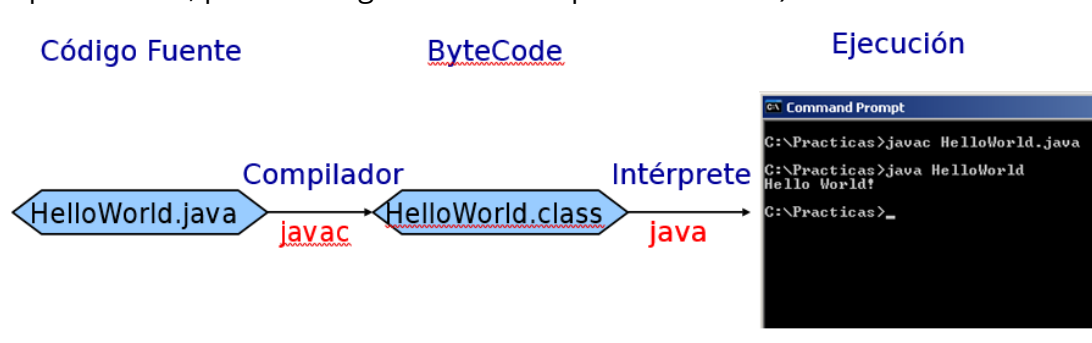 Código Fuente
ByteCode
Ejecución
Command Prompt
C:\Practicas>javac HelloWorld.java
C:\Practicas>java HelloWorld
Hello World!
C:\Practicas>_
Compilador
Intérprete
HelloWorld.java
HelloWorld.class
javac
java